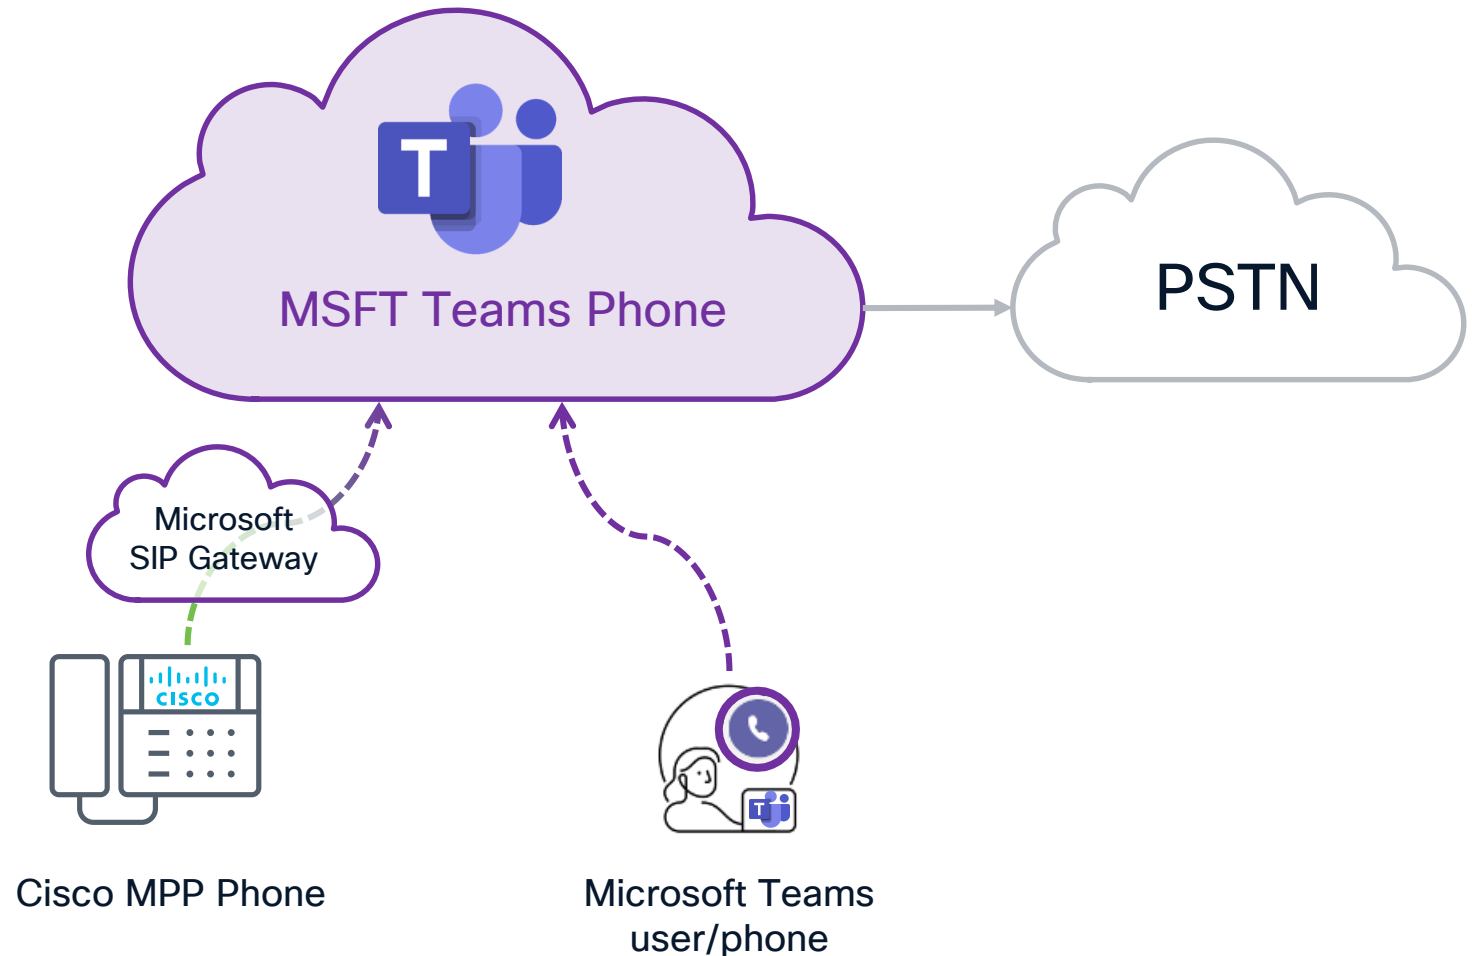 T
MSFT Teams Phone
PSTN
Microsoft
SIP Gateway
CISCO
T
Cisco MPP Phone
Microsoft Teams
user/phone